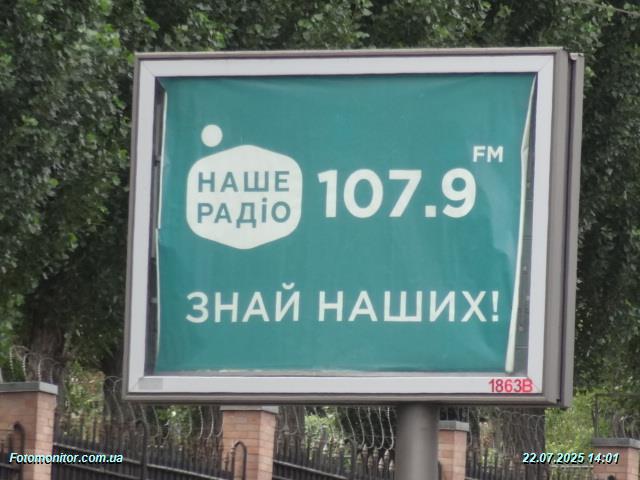 НАШЕ
РАДІО
107.9 FM
ЗНАЙ НАШИХ!
1863B
Fotomonitor.com.ua
22.07.2025 14:01